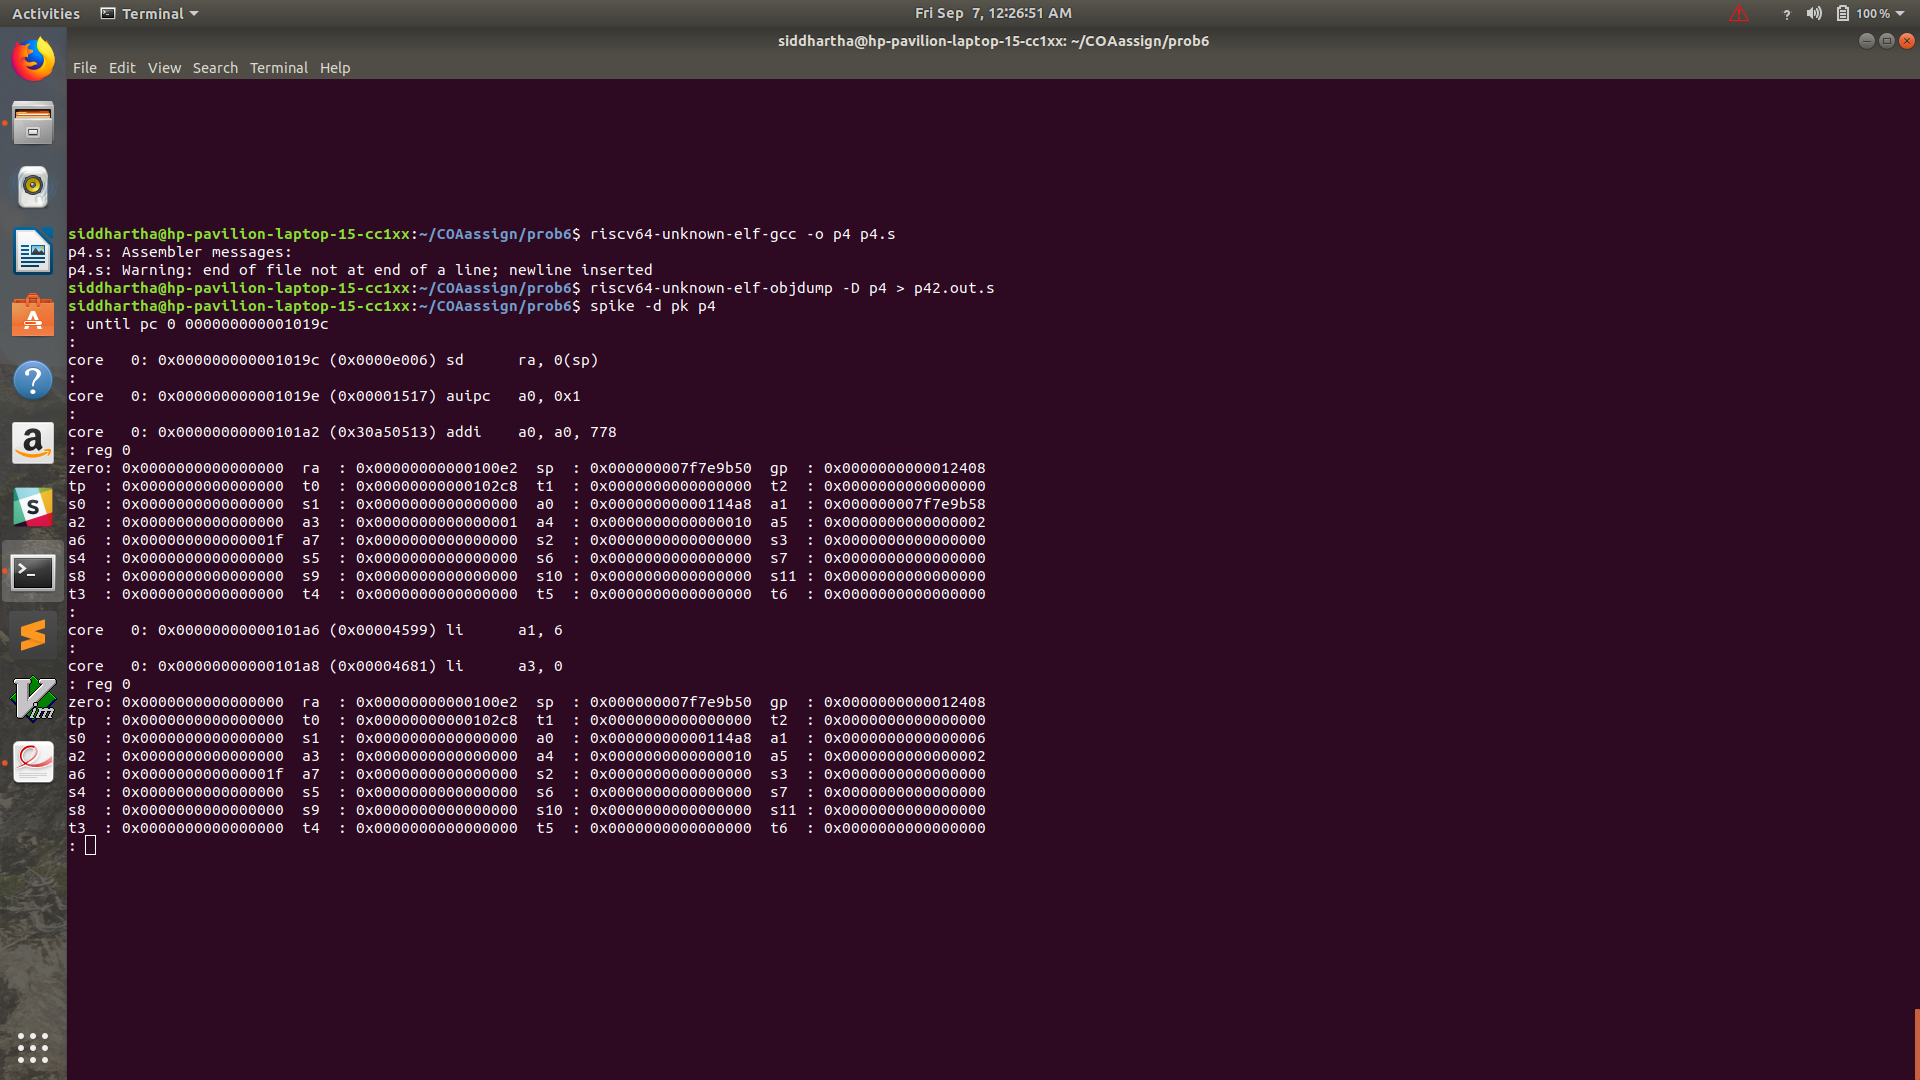 Activities Terminal Fri Sep 7, 12:26:51 AM ? 100 %
siddhartha@hp-pavilion-laptop-15-cc1xx: ~/COAassign/prob6
File Edit View Search Terminal Help
siddhartha@hp-pavilion-laptop-15-cc1xx:~/COAassign/prob6$ riscv64-unknown-elf-gcc -o p4 p4.s
p4.s: Assembler messages:
p4.s: Warning: end of file not at end of a line; newline inserted
siddhartha@hp-pavilion-laptop-15-cc1xx:~/COAassign/prob6$ riscv64-unknown-elf-objdump -D p4 > p42.out.s
siddhartha@hp-pavilion-laptop-15-cc1xx:~/COAassign/prob6$ spike -d pk p4
: until pc 0 000000000001019c
:
core   0: 0x000000000001019c (0x0000e006) sd      ra, 0(sp)
:
core   0: 0x000000000001019e (0x00001517) auipc   a0, 0x1
:
core   0: 0x00000000000101a2 (0x30a50513) addi    a0, a0, 778
: reg 0
zero: 0x0000000000000000  ra  : 0x00000000000100e2  sp  : 0x000000007f7e9b50  gp  : 0x0000000000012408
tp  : 0x0000000000000000  t0  : 0x00000000000102c8  t1  : 0x0000000000000000  t2  : 0x0000000000000000
s0  : 0x0000000000000000  s1  : 0x0000000000000000  a0  : 0x00000000000114a8  a1  : 0x000000007f7e9b58
a2  : 0x0000000000000000  a3  : 0x0000000000000001  a4  : 0x0000000000000010  a5  : 0x0000000000000002
a6  : 0x000000000000001f  a7  : 0x0000000000000000  s2  : 0x0000000000000000  s3  : 0x0000000000000000
s4  : 0x0000000000000000  s5  : 0x0000000000000000  s6  : 0x0000000000000000  s7  : 0x0000000000000000
s8  : 0x0000000000000000  s9  : 0x0000000000000000  s10 : 0x0000000000000000  s11 : 0x0000000000000000
t3  : 0x0000000000000000  t4  : 0x0000000000000000  t5  : 0x0000000000000000  t6  : 0x0000000000000000
:
core   0: 0x00000000000101a6 (0x00004599) li      a1, 6
:
core   0: 0x00000000000101a8 (0x00004681) li      a3, 0
: reg 0
zero: 0x0000000000000000  ra  : 0x00000000000100e2  sp  : 0x000000007f7e9b50  gp  : 0x0000000000012408
tp  : 0x0000000000000000  t0  : 0x00000000000102c8  t1  : 0x0000000000000000  t2  : 0x0000000000000000
s0  : 0x0000000000000000  s1  : 0x0000000000000000  a0  : 0x00000000000114a8  a1  : 0x0000000000000006
a2  : 0x0000000000000000  a3  : 0x0000000000000000  a4  : 0x0000000000000010  a5  : 0x0000000000000002
a6  : 0x000000000000001f  a7  : 0x0000000000000000  s2  : 0x0000000000000000  s3  : 0x0000000000000000
s4  : 0x0000000000000000  s5  : 0x0000000000000000  s6  : 0x0000000000000000  s7  : 0x0000000000000000
s8  : 0x0000000000000000  s9  : 0x0000000000000000  s10 : 0x0000000000000000  s11 : 0x0000000000000000
t3  : 0x0000000000000000  t4  : 0x0000000000000000  t5  : 0x0000000000000000  t6  : 0x0000000000000000
: